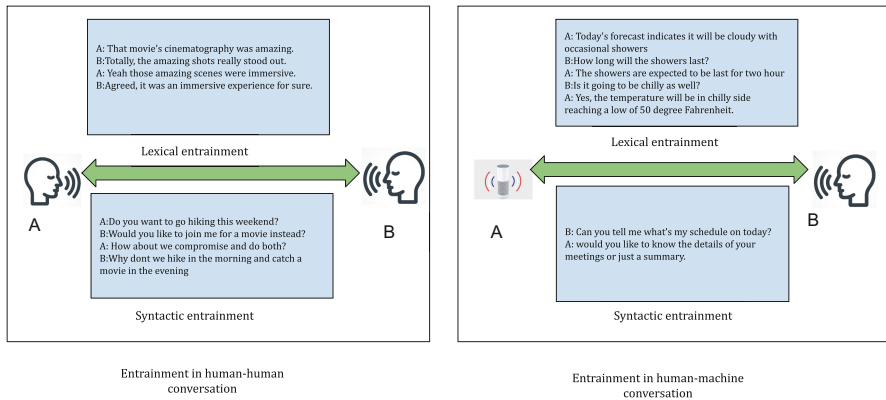 A: That movie's cinematography was amazing.
B:Totally, the amazing shots really stood out.
A: Yeah those amazing scenes were immersive.
B:Agreed, it was an immersive experience for sure.
Lexical entrainment
A
B
A:Do you want to go hiking this weekend?
B:Would you like to join me for a movie instead?
A: How about we compromise and do both?
B:Why dont we hike in the morning and catch a
movie in the evening
Syntactic entrainment
Entrainment in human-human
conversation
A: Today's forecast indicates it will be cloudy with
occasional showers
B:How long will the showers last?
A: The showers are expected to be last for two hour
B:Is it going to be chilly as well?
A: Yes, the temperature will be in chilly side
reaching a low of 50 degree Fahrenheit.
Lexical entrainment
A
B
B: Can you tell me what's my schedule on today?
A: would you like to know the details of your
meetings or just a summary.
Syntactic entrainment
Entrainment in human-machine
conversation